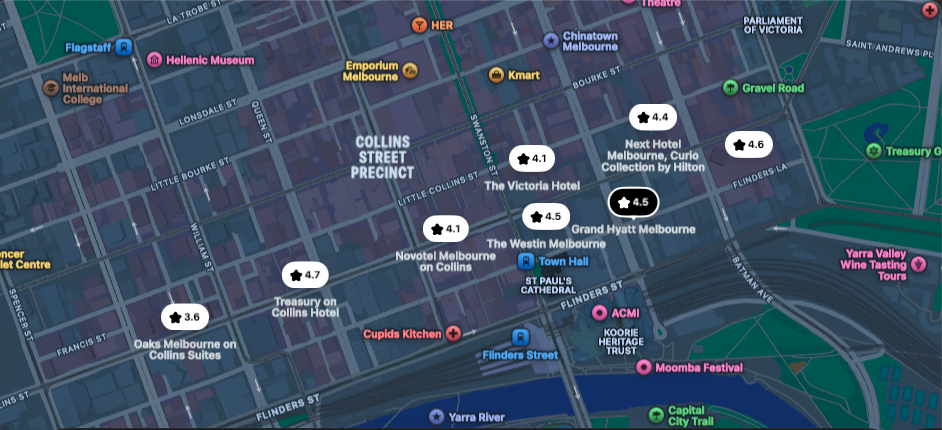 Theatre
LA TROBE ST
HER
PARLIAMENT
OF VICTORIA
Flagstaff
Chinatown
Melbourne
SAINT ANDREWS PL
Hellenic Museum
Emporium
Melbourne
Kmart
BOURKE ST
Melb
International
College
Gravel Road
LONSDALE ST
QUEEN ST
SWANSTON ST
4.4
COLLINS
STREET
PRECINCT
Next Hotel
Melbourne, Curio
Collection by Hilton
4.6
Treasury G
4.1
The Victoria Hotel
LITTLE BOURKE ST
LITTLE COLLINS ST
FLINDERS LA
4.5
Grand Hyatt Melbourne
4.5
The Westin Melbourne
4.1
Novotel Melbourne
on Collins
WILLIAM ST
encer
let Centre
Town Hall
BATMAN AVE
Yarra Valley
Wine Tasting
Tours
4.7
Treasury on
Collins Hotel
ST PAUL'S
CATHEDRAL
FLINDERS ST
SPENCER ST
3.6
Oaks Melbourne on
Collins Suites
FRANCIS ST
ACMI
Cupids Kitchen
KOORIE
HERITAGE
TRUST
Flinders Street
Moomba Festival
LINS ST
FLINDERS ST
Yarra River
Capital
City Trail